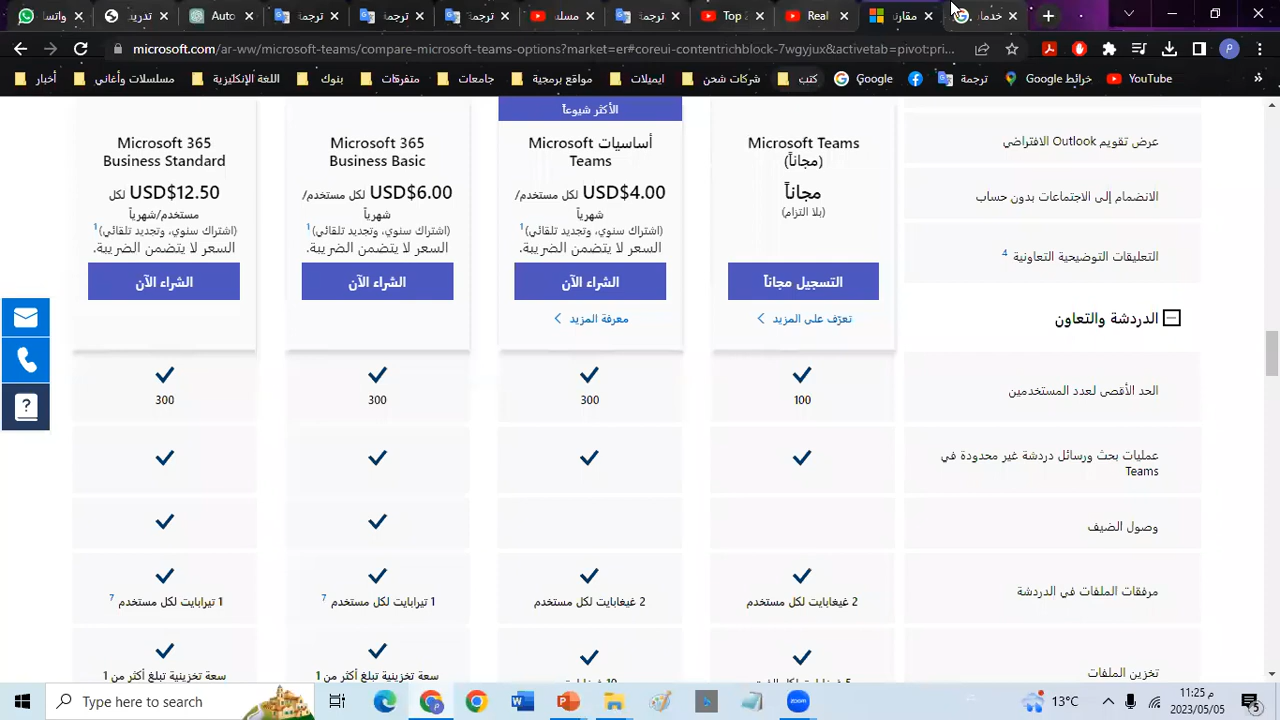 واتس
Auto
ترجمة
ترجمة
سلسلة
ترجمة
Top
Real
مقارن
خدما
microsoft.com/ar-ww/microsoft-teams/compare-microsoft-teams-options?market=er#coreui-contentrichblock-7wgyjux&activetab=pivot:pri...
أخبار
مسلسلات وأغاني
اللغة الإنكليزية
بنوك
متفرقات
جامعات
مواقع برمجية
ايميلات
شركات شحن
كتب
Google
ترجمة
خرائط Google
YouTube
الأكثر شيوعاً
Microsoft Teams
(مجاناً)
مجاناً
(بلا التزام)
التسجيل مجاناً
تعرّف على المزيد
أساسيات Microsoft
Teams
USD$4.00 لكل مستخدم/
شهرياً
(اشتراك سنوي، وتجديد تلقائي)1
السعر لا يتضمن الضريبة.
الشراء الآن
معرفة المزيد
Microsoft 365
Business Basic
USD$6.00 لكل مستخدم/
شهرياً
(اشتراك سنوي، وتجديد تلقائي)1
السعر لا يتضمن الضريبة.
الشراء الآن
Microsoft 365
Business Standard
USD$12.50 لكل
مستخدم/شهرياً
(اشتراك سنوي، وتجديد تلقائي)1
السعر لا يتضمن الضريبة.
الشراء الآن
عرض تقويم Outlook الافتراضي
الانضمام إلى الاجتماعات بدون حساب
التعليقات التوضيحية التعاونية 4
الدردشة والتعاون
الحد الأقصى لعدد المستخدمين
100
300
300
300
عمليات بحث ورسائل دردشة غير محدودة في
Teams
وصول الضيف
مرفقات الملفات في الدردشة
2 غيغابايت لكل مستخدم
2 غيغابايت لكل مستخدم
1 تيرابايت لكل مستخدم 7
1 تيرابايت لكل مستخدم 7
تخزين الملفات
سعة تخزينية تبلغ أكثر من 1
سعة تخزينية تبلغ أكثر من 1
Type here to search
zoom
13°C
11:25 م
2023/05/05
5